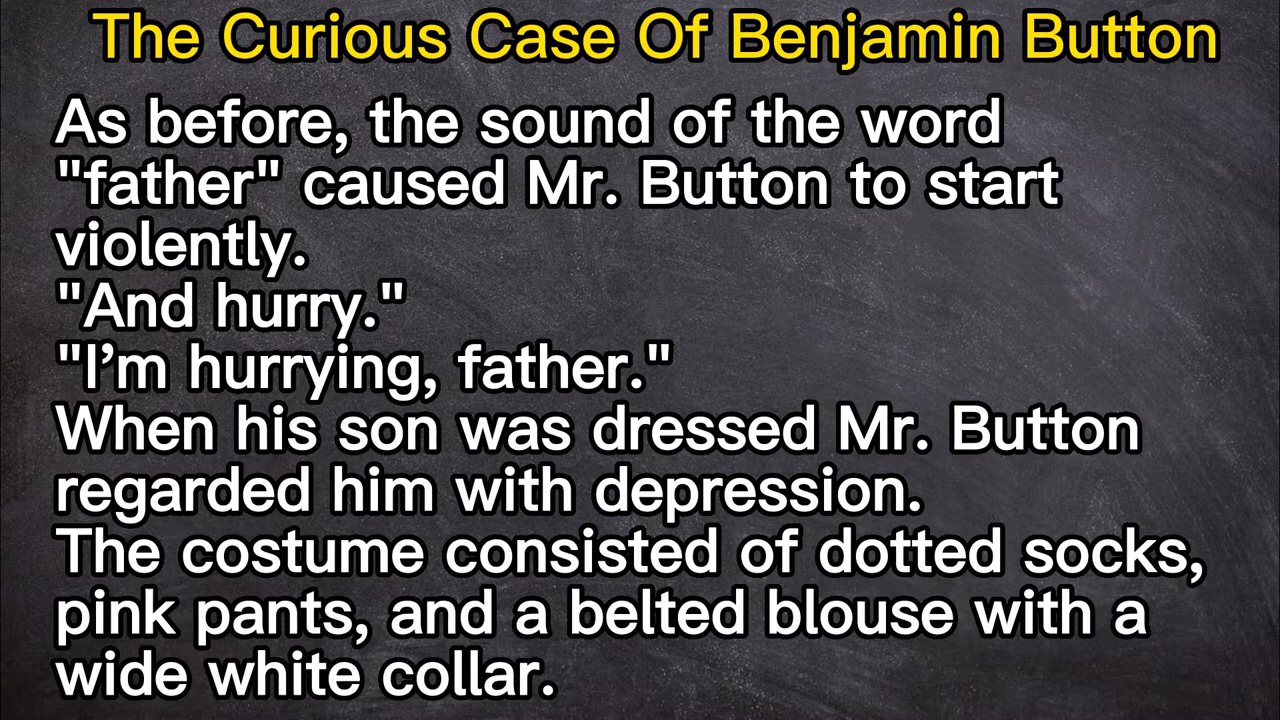 The Curious Case Of Benjamin Button
As before, the sound of the word
"father" caused Mr. Button to start
violently.
"And hurry."
"I’m hurrying, father."
When his son was dressed Mr. Button
regarded him with depression.
The costume consisted of dotted socks,
pink pants, and a belted blouse with a
wide white collar.